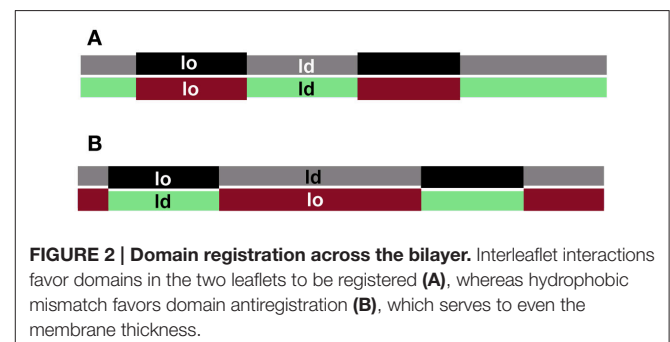 A
lo ld
lo ld
B
lo ld
ld lo
FIGURE 2 | Domain registration across the bilayer. Interleaflet interactions
favor domains in the two leaflets to be registered (A), whereas hydrophobic
mismatch favors domain antiregistration (B), which serves to even the
membrane thickness.